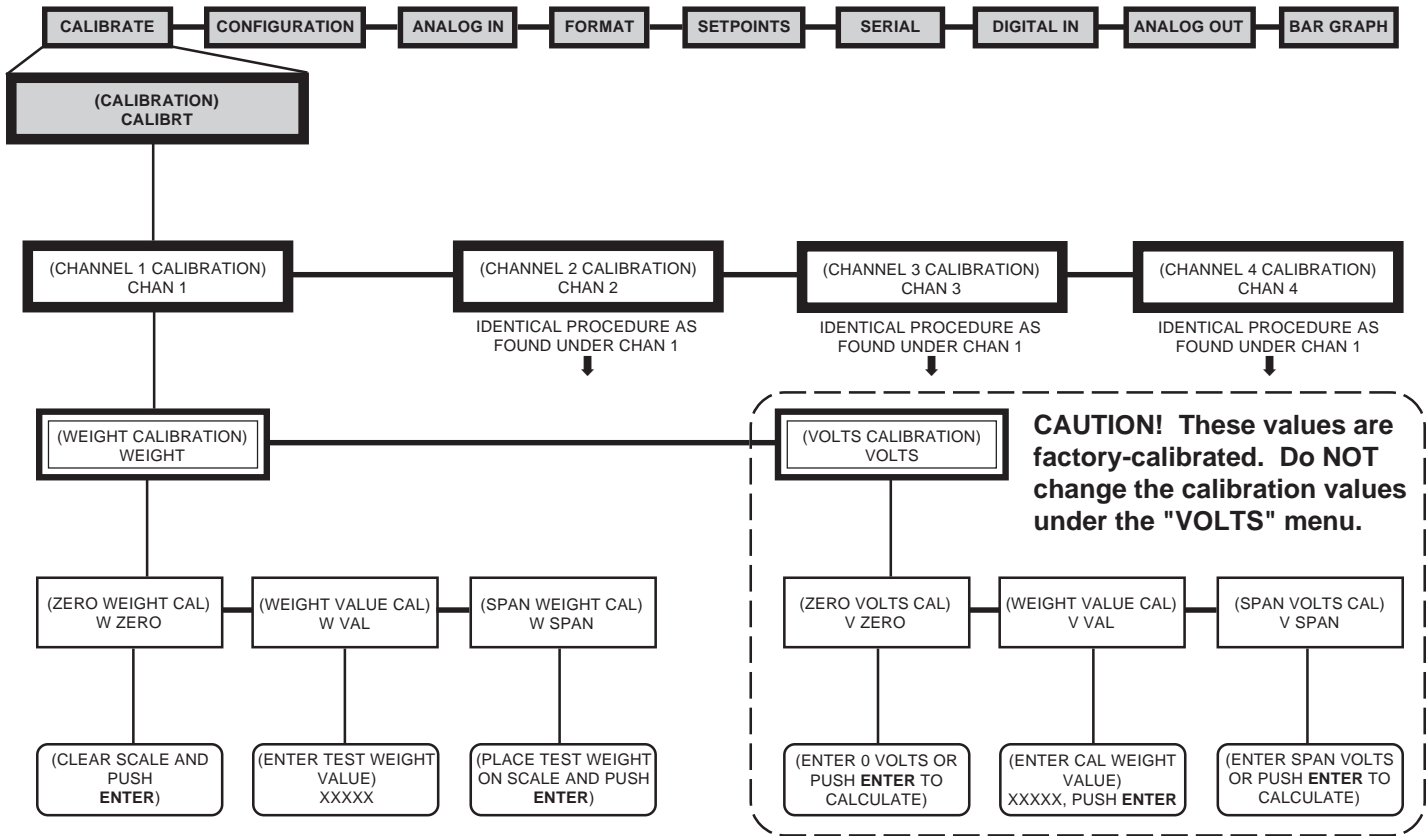 CALIBRATE
CONFIGURATION
ANALOG IN
FORMAT
SETPOINTS
SERIAL
DIGITAL IN
ANALOG OUT
BAR GRAPH
(CALIBRATION)
CALIBRT
(CHANNEL 1 CALIBRATION)
CHAN 1
(CHANNEL 2 CALIBRATION)
CHAN 2
(CHANNEL 3 CALIBRATION)
CHAN 3
(CHANNEL 4 CALIBRATION)
CHAN 4
IDENTICAL PROCEDURE AS
FOUND UNDER CHAN 1
IDENTICAL PROCEDURE AS
FOUND UNDER CHAN 1
IDENTICAL PROCEDURE AS
FOUND UNDER CHAN 1
(WEIGHT CALIBRATION)
WEIGHT
(VOLTS CALIBRATION)
VOLTS
CAUTION! These values are
factory-calibrated. Do NOT
change the calibration values
under the "VOLTS" menu.
(ZERO WEIGHT CAL)
W ZERO
(WEIGHT VALUE CAL)
W VAL
(SPAN WEIGHT CAL)
W SPAN
(ZERO VOLTS CAL)
V ZERO
(WEIGHT VALUE CAL)
V VAL
(SPAN VOLTS CAL)
V SPAN
(CLEAR SCALE AND
PUSH
ENTER)
(ENTER TEST WEIGHT
VALUE)
XXXXX
(PLACE TEST WEIGHT
ON SCALE AND PUSH
ENTER)
(ENTER 0 VOLTS OR
PUSH ENTER TO
CALCULATE)
(ENTER CAL WEIGHT
VALUE)
XXXXX, PUSH ENTER
(ENTER SPAN VOLTS
OR PUSH ENTER TO
CALCULATE)